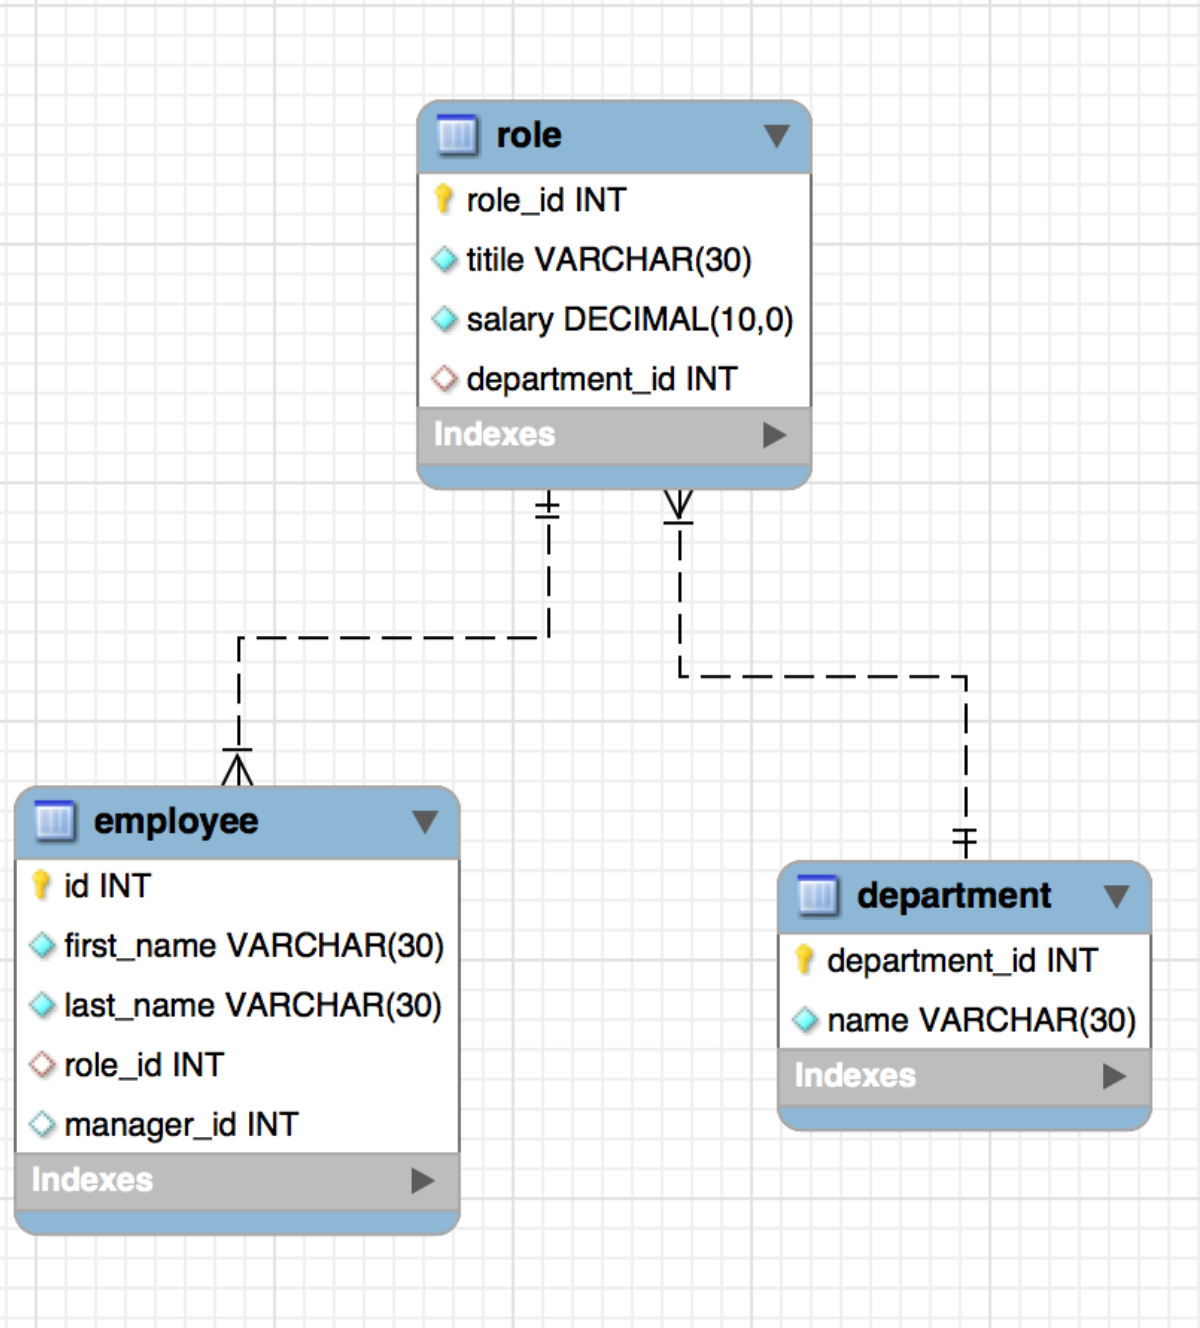 role
role_id INT
titile VARCHAR(30)
salary DECIMAL(10,0)
department_id INT
Indexes
employee
id INT
first_name VARCHAR(30)
last_name VARCHAR(30)
role_id INT
manager_id INT
Indexes
department
department_id INT
name VARCHAR(30)
Indexes